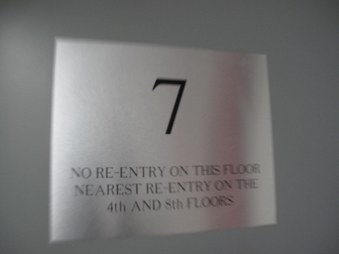 7
NO RE-ENTRY ON THIS FLOOR
NEAREST RE-ENTRY ON THE
4th AND 8th FLOORS